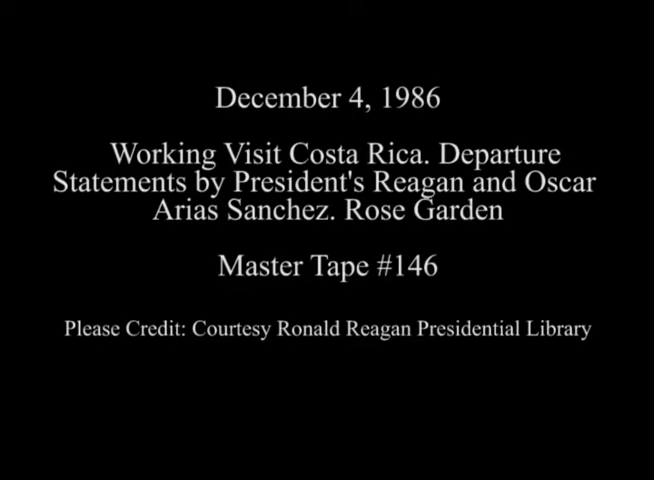 December 4, 1986
Working Visit Costa Rica. Departure
Statements by President's Reagan and Oscar
Arias Sanchez. Rose Garden
Master Tape #146
Please Credit: Courtesy Ronald Reagan Presidential Library